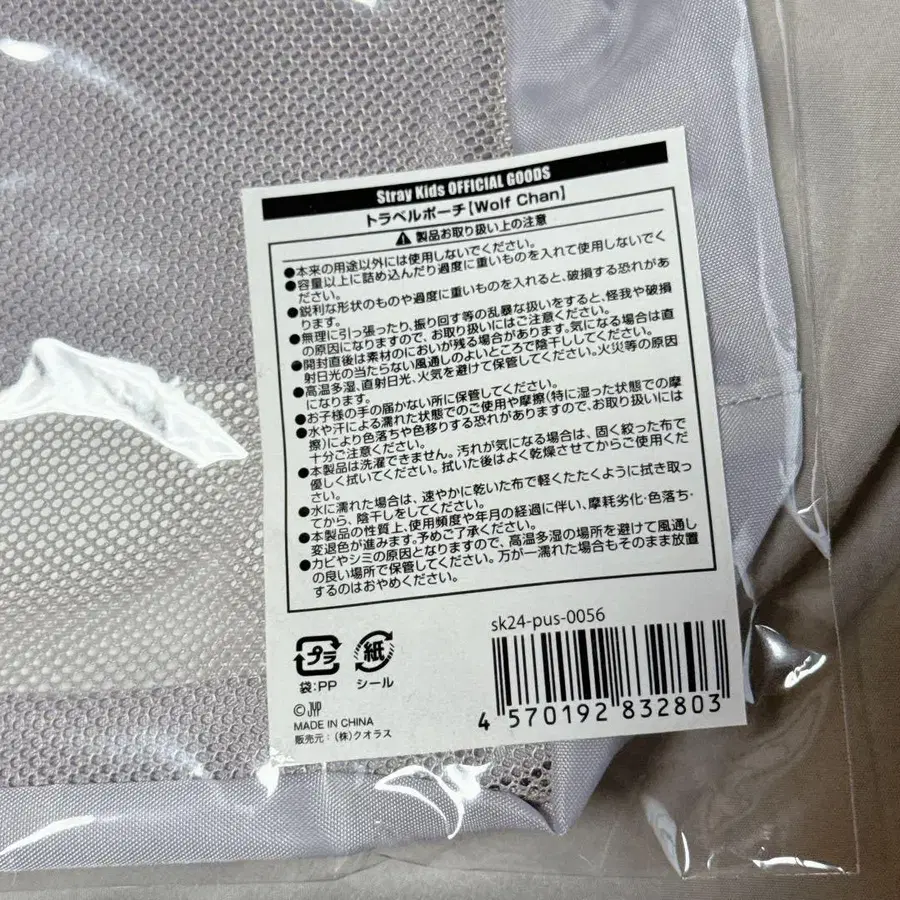 Stray Kids OFFICIAL GOODS
トラベルポーチ【Wolf Chan】
製品お取り扱い上の注意
●本来の用途以外には使用しないでください。
●容量以上に詰め込んだり過度に重いものを入れて使用しないでく
ださい。
●鋭利な形状のものや過度に重いものを入れると、破損する恐れがあ
ります。
●無理に引っ張ったり、振り回す等の乱暴な扱いをすると、怪我や破損
の原因になりますので、お取り扱いにはご注意ください。
●開封直後は素材のにおいが残る場合があります。気になる場合は直
射日光の当たらない風通しのよいところで陰干ししてください。
●高温多湿、直射日光、火気を避けて保管してください。火災等の原因
になります。
●お子様の手の届かない所に保管してください。
●水や汗による濡れた状態でのご使用や摩擦(特に湿った状態での摩
擦)により色落ちや色移りする恐れがありますので、お取り扱いには
十分ご注意ください。
●本製品は洗濯できません。汚れが気になる場合は、固く絞った布で
優しく拭いてください。拭いた後はよく乾燥させてからご使用くだ
さい。
●水に濡れた場合は、速やかに乾いた布で軽くたたくように拭き取っ
てから、陰干しをしてください。
●本製品の性質上、使用頻度や年月の経過に伴い、摩耗劣化・色落ち・
変退色が進みます。予めご了承ください。
●カビやシミの原因となりますので、高温多湿の場所を避けて風通し
の良い場所で保管してください。万が一濡れた場合もそのまま放置
するのはおやめください。
sk24-pus-0056
プラ
袋:PP
紙
シール
4 570192 832803
©JYP
MADE IN CHINA
販売元:(株)クオラス